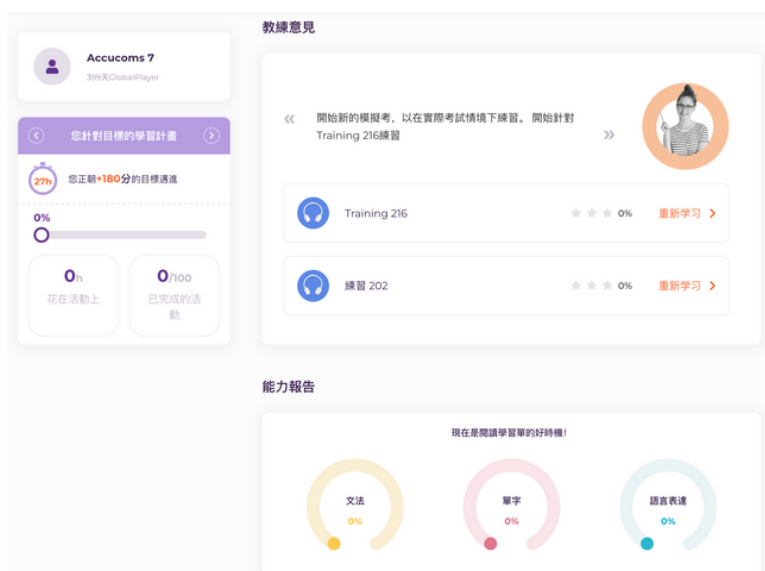 教練意見
Accucoms 7
399天GlobalPlayer
您針對目標的學習計畫
27h
您正朝+180分的目標邁進
0%
0h
花在活動上
0/100
已完成的活
動
«
開始新的模擬考，以在實際考試情境下練習。 開始針對
Training 216練習
»
Training 216
0%
重新学习
練習 202
0%
重新学习
能力報告
現在是閱讀學習單的好時機!
文法
0%
單字
0%
語言表達
0%